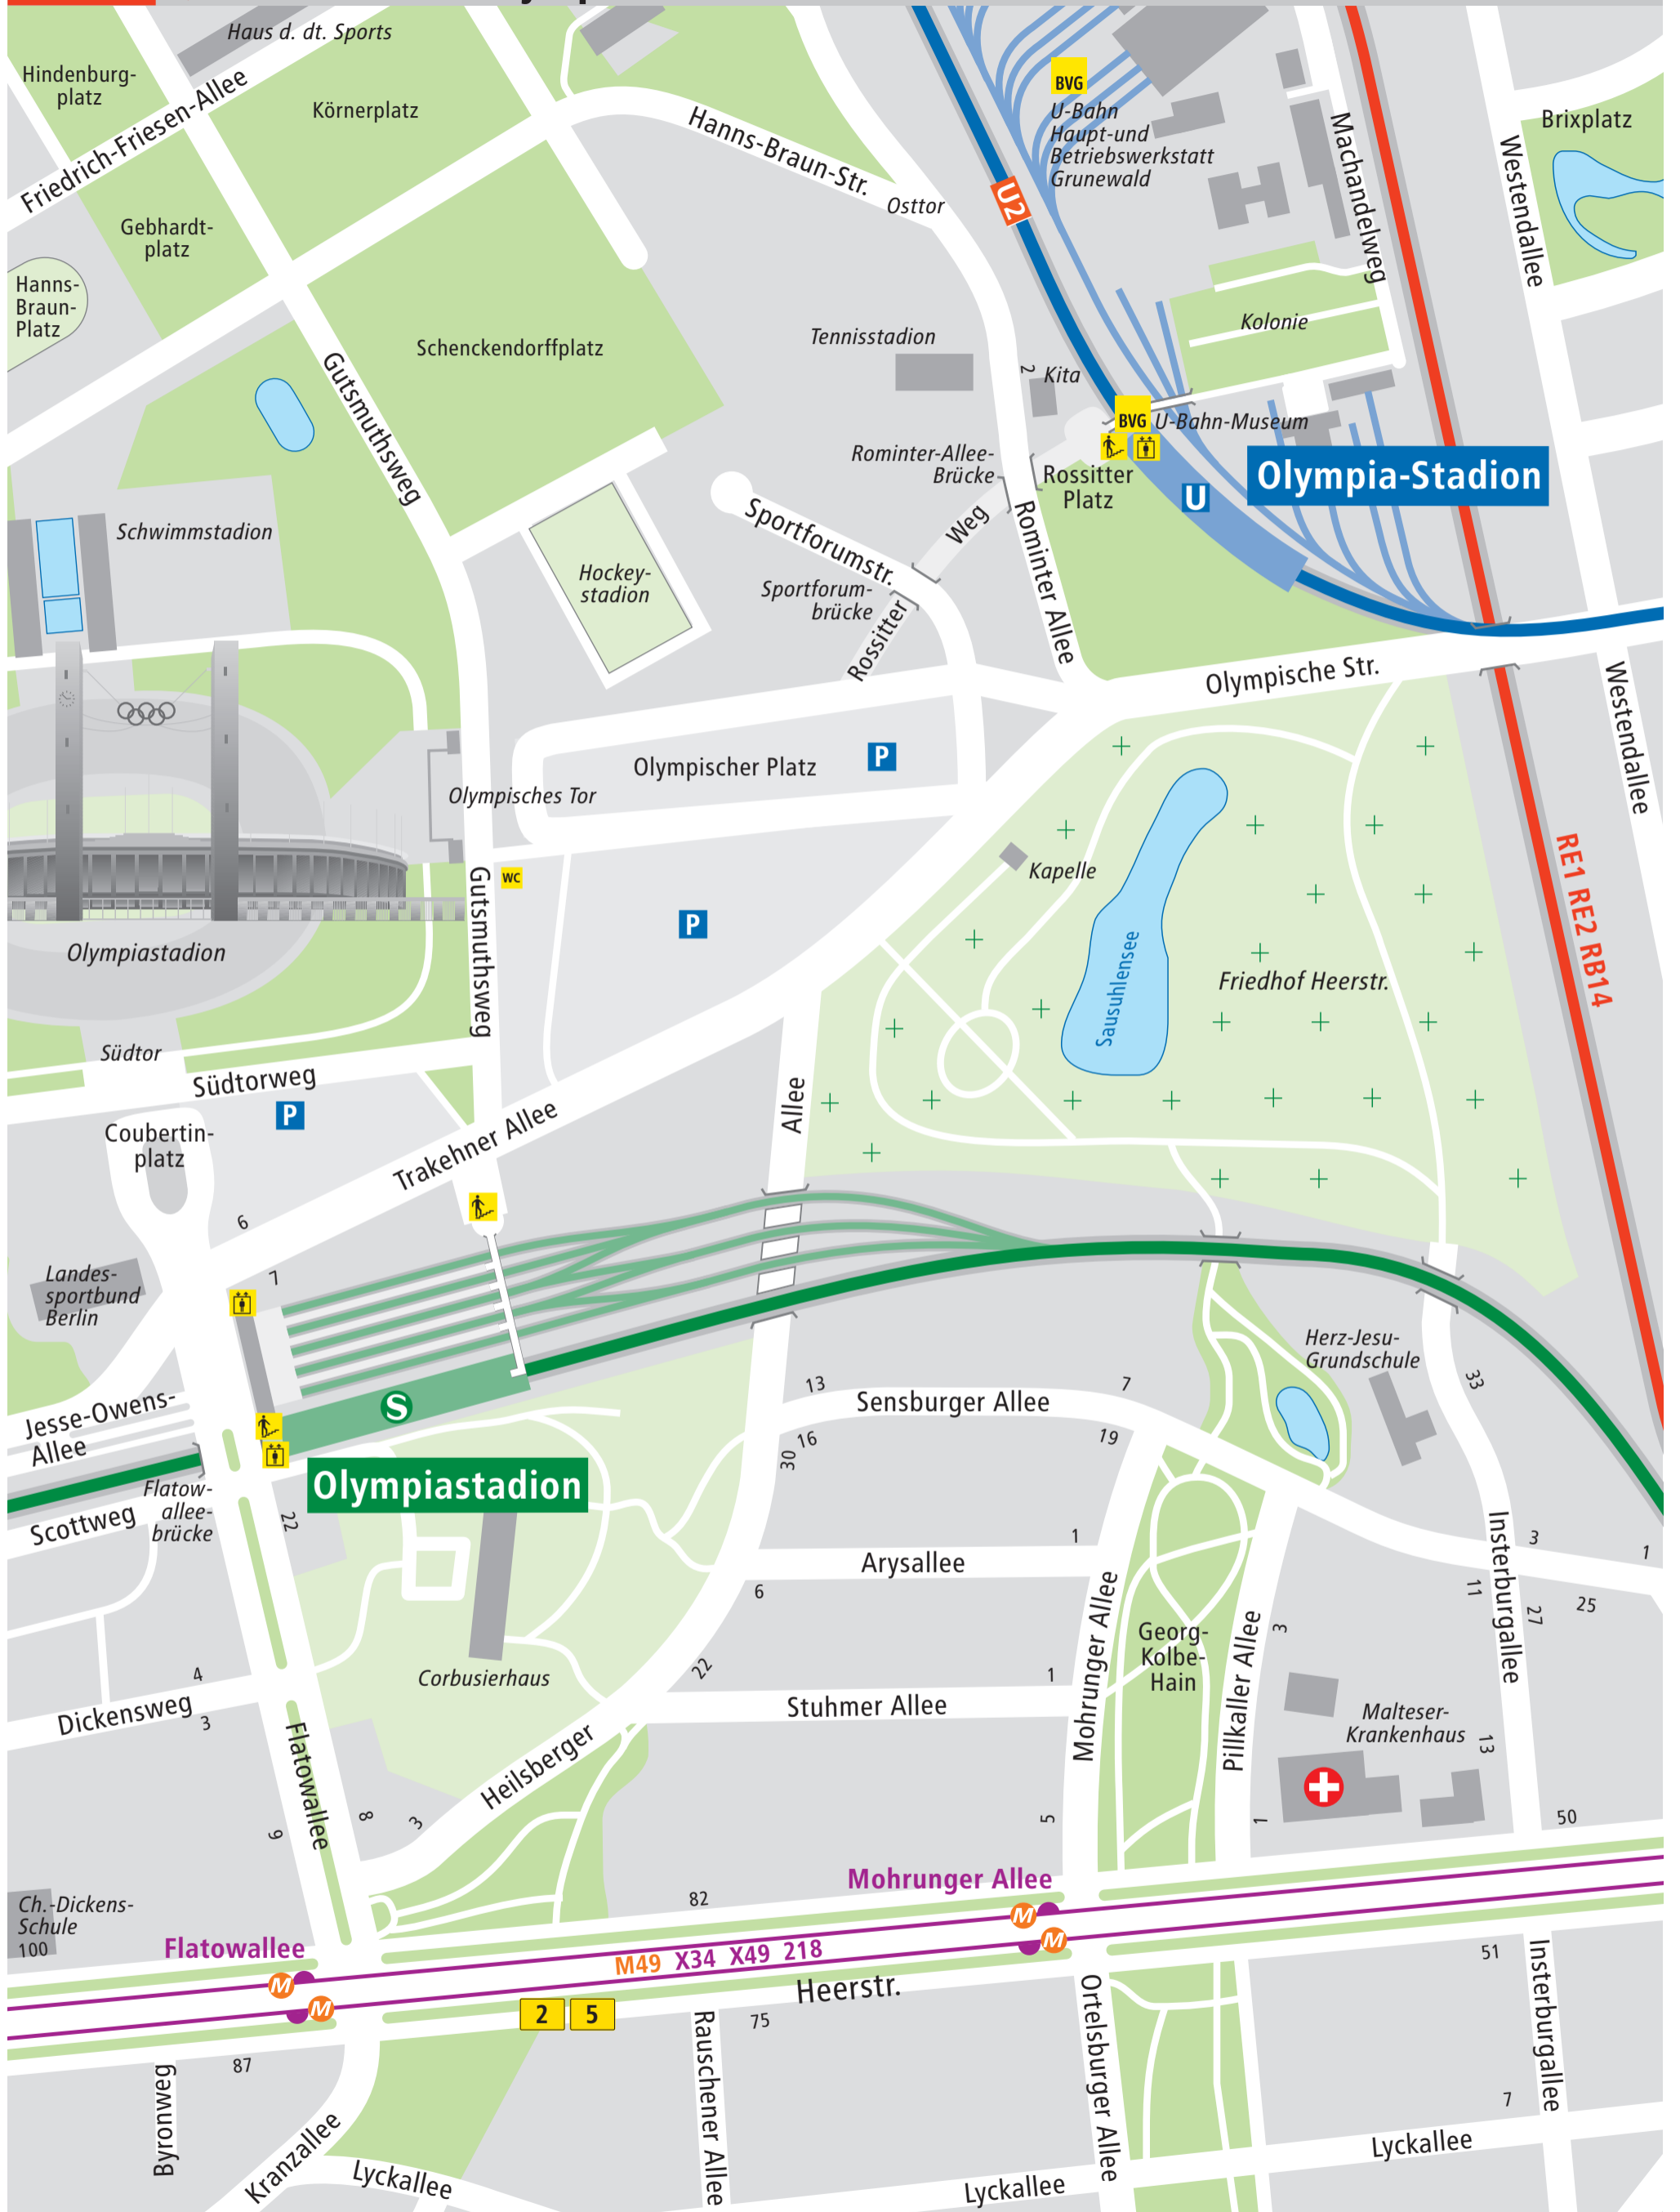 Haus d. dt. Sports
Hindenburg-
platz
Friedrich-Friesen-Allee
Körnerplatz
Hanns-Braun-Str.
Osttor
U2
BVG
U-Bahn
Haupt-und
Betriebswerkstatt
Grunewald
Machandelweg
Westendallee
Brixplatz
Gebhardt-
platz
Hanns-
Braun-
Platz
Gutsmuthsweg
Schenckendorffplatz
Tennisstadion
2
Kita
Kolonie
BVG
U-Bahn-Museum
Rominter-Allee-
Brücke
Rossitter
Platz
U
Olympia-Stadion
Schwimmstadion
Hockey-
stadion
Sportforumstr.
Weg
Sportforum-
brücke
Rossitter
Rominter Allee
Olympische Str.
Westendallee
Olympischer Platz
P
Olympisches Tor
Gutsmuthsweg
WC
P
Kapelle
Sausuhlensee
Friedhof Heerstr.
RE1 RE2 RB14
Olympiastadion
Südtor
Südtorweg
P
Coubertin-
platz
Trakehner Allee
Allee
6
7
Landes-
sportbund
Berlin
Jesse-Owens-
Allee
S
Olympiastadion
Flatow-
allee-
brücke
Scottweg
22
13
Sensburger Allee
7
16
30
19
Herz-Jesu-
Grundschule
33
Arysallee
1
6
Insterburgallee
3
1
11
27
25
Mohrunger Allee
Georg-
Kolbe-
Hain
Pillkaller Allee
3
Corbusierhaus
22
Stuhmer Allee
1
4
Dickensweg
3
Flatowallee
Heilsberger
Malteser-
Krankenhaus
13
9
8
3
5
1
50
Mohrunger Allee
M
M
82
Ch.-Dickens-
Schule
100
Flatowallee
M
M
M49 X34 X49 218
Heerstr.
2
5
75
51
87
Byronweg
Kranzallee
Lyckallee
Rauschener Allee
Ortelsburger Allee
Lyckallee
Insterburgallee
7
Lyckallee